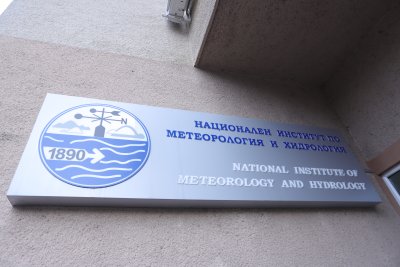 N
1890
НАЦИОНАЛЕН ИНСТИТУТ ПО
МЕТЕОРОЛОГИЯ И ХИДРОЛОГИЯ
NATIONAL INSTITUTE OF
METEOROLOGY AND HYDROLOGY